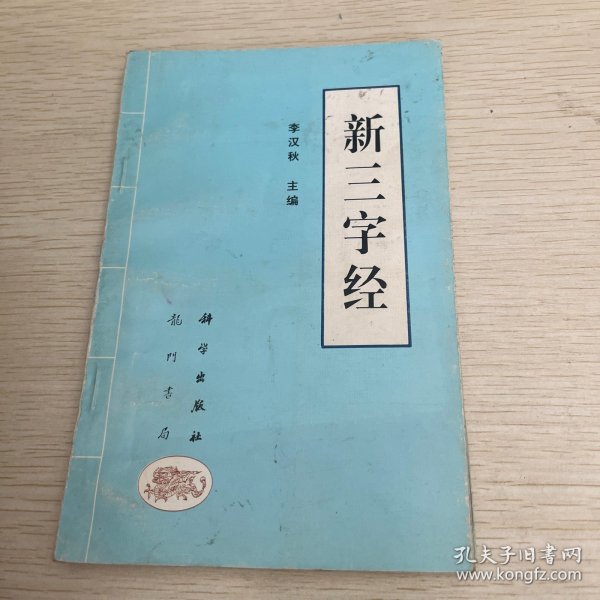 新三字经
李汉秋 主编
科学出版社
龍門書局
孔夫子旧書网
www.kongfz.com